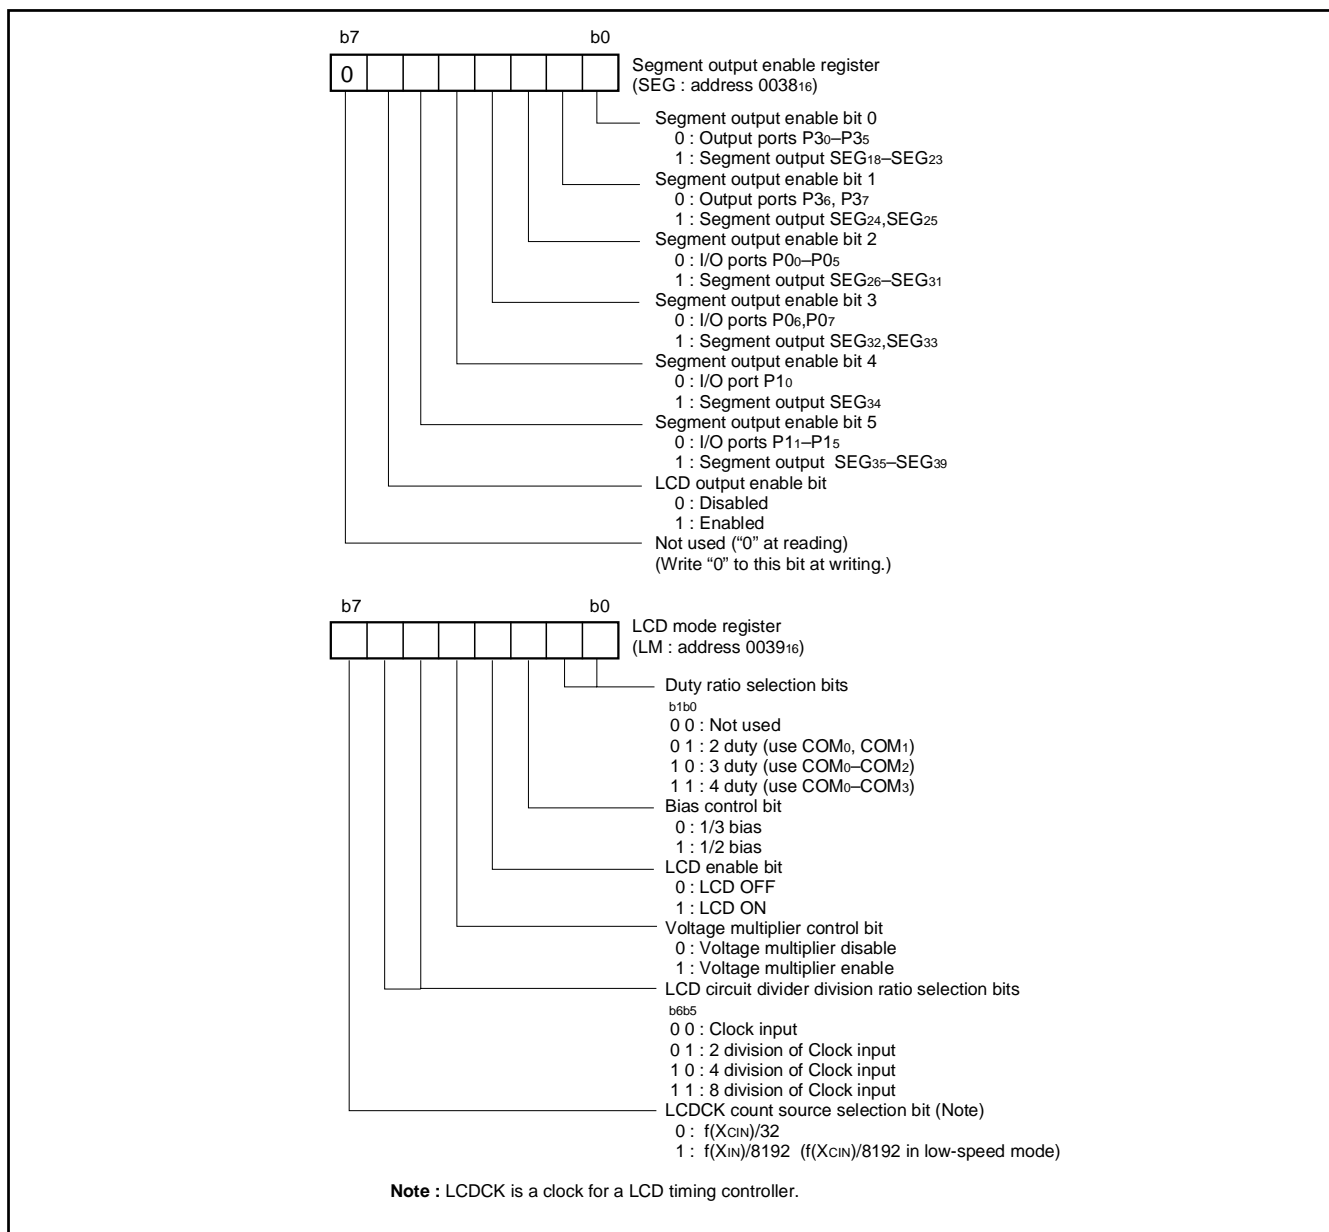 b7 b0
0
Segment output enable register
(SEG : address 003816)
Segment output enable bit 0
0 : Output ports P30–P35
1 : Segment output SEG18–SEG23
Segment output enable bit 1
0 : Output ports P36, P37
1 : Segment output SEG24,SEG25
Segment output enable bit 2
0 : I/O ports P00–P05
1 : Segment output SEG26–SEG31
Segment output enable bit 3
0 : I/O ports P06,P07
1 : Segment output SEG32,SEG33
Segment output enable bit 4
0 : I/O port P10
1 : Segment output SEG34
Segment output enable bit 5
0 : I/O ports P11–P15
1 : Segment output SEG35–SEG39
LCD output enable bit
0 : Disabled
1 : Enabled
Not used (“0” at reading)
(Write “0” to this bit at writing.)
b7 b0
LCD mode register
(LM : address 003916)
Duty ratio selection bits
b1b0
0 0 : Not used
0 1 : 2 duty (use COM0, COM1)
1 0 : 3 duty (use COM0–COM2)
1 1 : 4 duty (use COM0–COM3)
Bias control bit
0 : 1/3 bias
1 : 1/2 bias
LCD enable bit
0 : LCD OFF
1 : LCD ON
Voltage multiplier control bit
0 : Voltage multiplier disable
1 : Voltage multiplier enable
LCD circuit divider division ratio selection bits
b6b5
0 0 : Clock input
0 1 : 2 division of Clock input
1 0 : 4 division of Clock input
1 1 : 8 division of Clock input
LCDCK count source selection bit (Note)
0 : f(XCIN)/32
1 : f(XIN)/8192 (f(XCIN)/8192 in low-speed mode)
Note : LCDCK is a clock for a LCD timing controller.